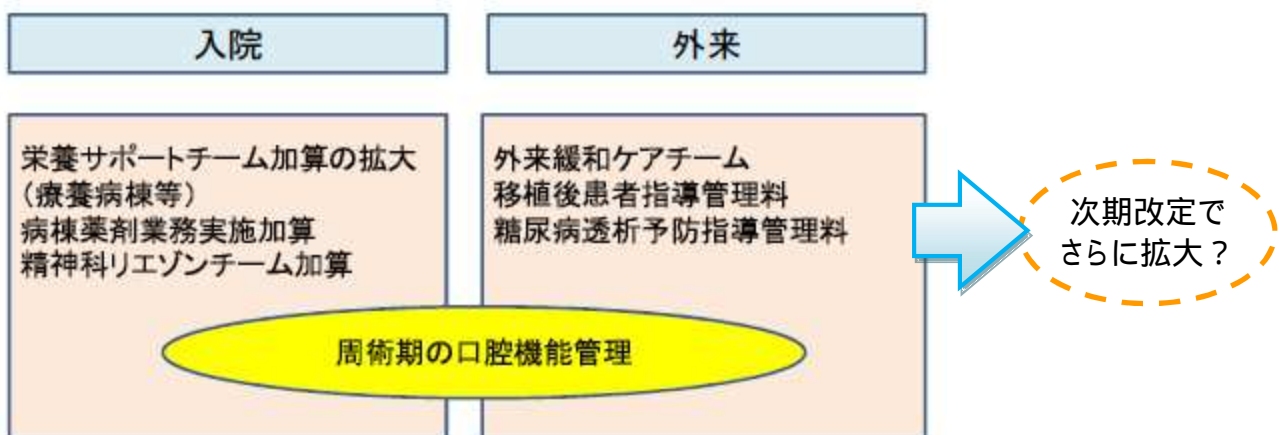 入院
外来
栄養サポートチーム加算の拡大
(療養病棟等)
病棟薬剤業務実施加算
精神科リエゾンチーム加算
外来緩和ケアチーム
移植後患者指導管理料
糖尿病透析予防指導管理料
周術期の口腔機能管理
次期改定で
さらに拡大？